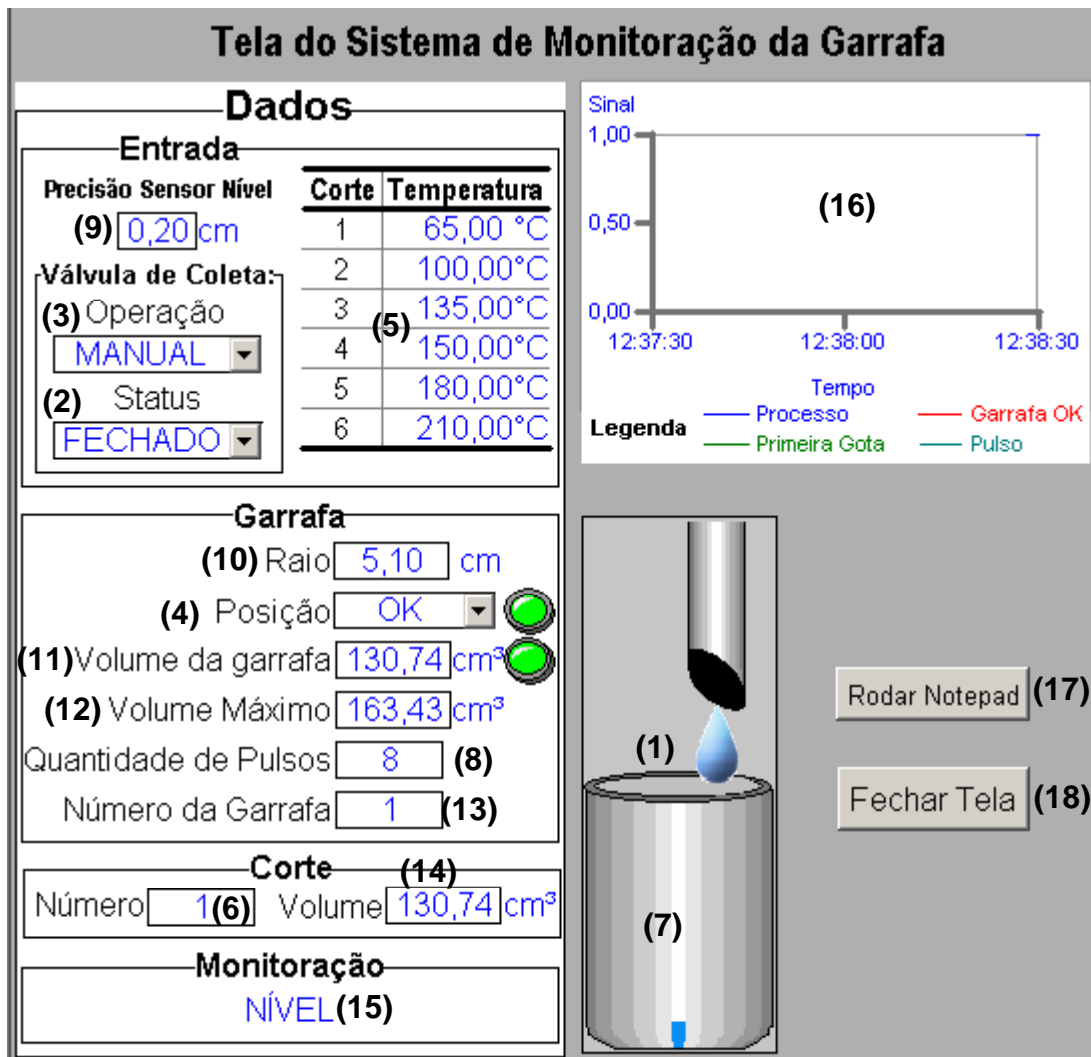 Tela do Sistema de Monitoração da Garrafa
Dados
Entrada
Precisão Sensor Nível
(9) 0,20 cm
Válvula de Coleta:
(3) Operação
MANUAL
(2) Status
FECHADO
Corte Temperatura
1 65,00 °C
2 100,00°C
3 135,00°C
(5)
4 150,00°C
5 180,00°C
6 210,00°C
Garrafa
(10) Raio 5,10 cm
(4) Posição OK
(11) Volume da garrafa 130,74 cm³
(12) Volume Máximo 163,43 cm³
Quantidade de Pulsos 8 (8)
Número da Garrafa 1 (13)
Corte
(14)
Número 1 (6) Volume 130,74 cm³
Monitoração
NÍVEL (15)
Sinal
1,00
(16)
0,50
0,00
12:37:30 12:38:00 12:38:30
Tempo
Legenda
Processo Garrafa OK
Primeira Gota Pulso
(1)
(7)
Rodar Notepad (17)
Fechar Tela (18)